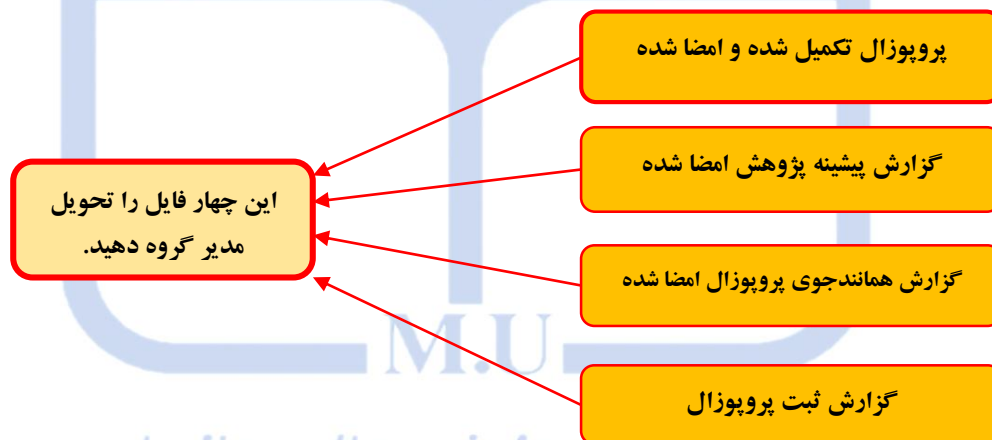 پروپوزال تکمیل شده و امضا شده
گزارش پیشینه پژوهش امضا شده
این چهار فایل را تحویل
مدیر گروه دهید.
گزارش همانندجوی پروپوزال امضا شده
M.U
گزارش ثبت پروپوزال